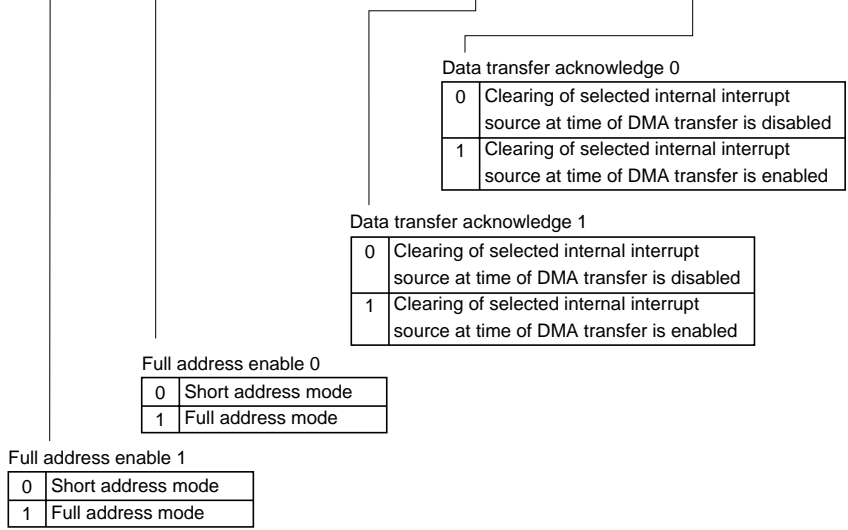 Data transfer acknowledge 0
0 Clearing of selected internal interrupt
source at time of DMA transfer is disabled
1 Clearing of selected internal interrupt
source at time of DMA transfer is enabled
Data transfer acknowledge 1
0 Clearing of selected internal interrupt
source at time of DMA transfer is disabled
1 Clearing of selected internal interrupt
source at time of DMA transfer is enabled
Full address enable 0
0 Short address mode
1 Full address mode
Full address enable 1
0 Short address mode
1 Full address mode